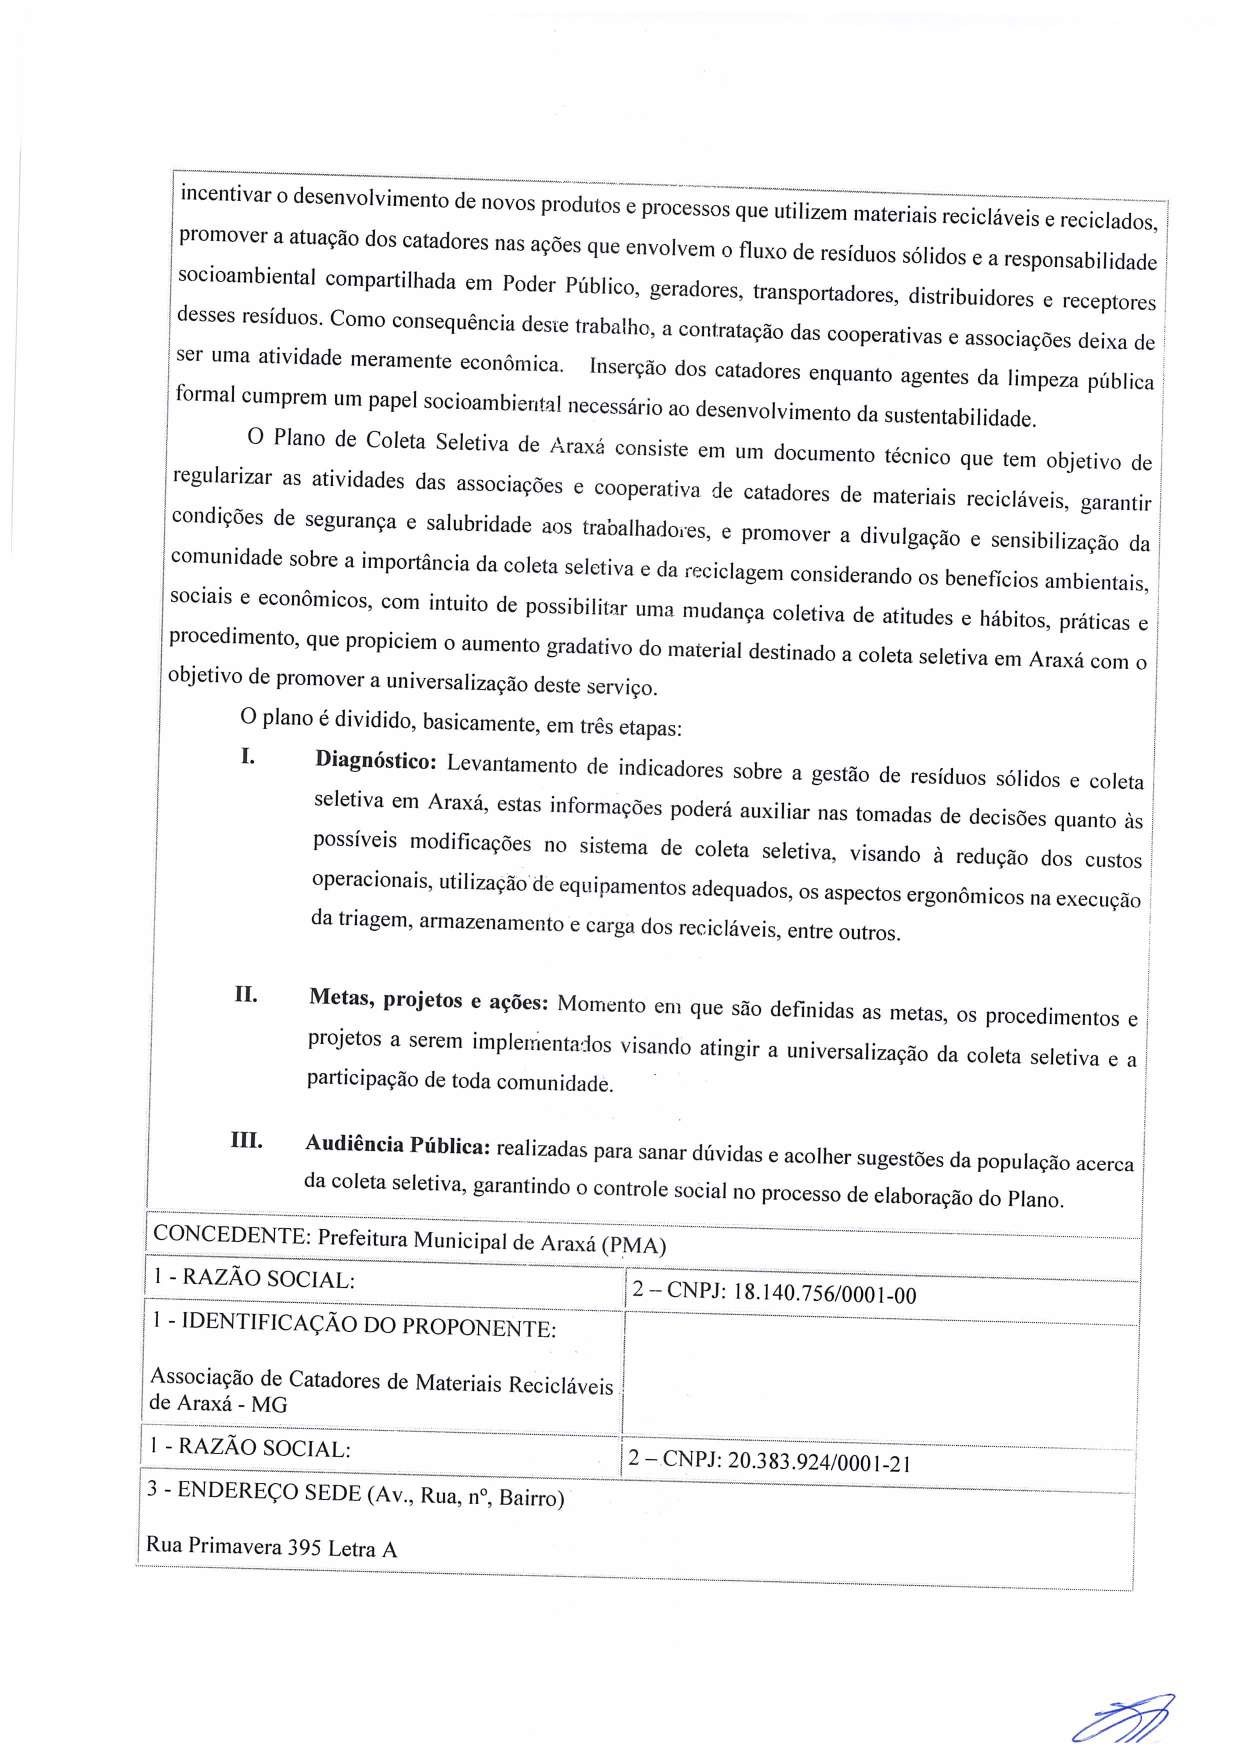 incentivar o desenvolvimento de novos produtos e processos que utilizem materiais recicláveis e reciclados,
promover a atuação dos catadores nas ações que envolvem o fluxo de resíduos sólidos e a responsabilidade
socioambiental compartilhada em Poder Público, geradores, transportadores, distribuidores e receptores
desses resíduos. Como consequência deste trabalho, a contratação das cooperativas e associações deixa de
ser uma atividade meramente econômica. Inserção dos catadores enquanto agentes da limpeza pública
formal cumprem um papel socioambiental necessário ao desenvolvimento da sustentabilidade.
O Plano de Coleta Seletiva de Araxá consiste em um documento técnico que tem objetivo de
regularizar as atividades das associações e cooperativa de catadores de materiais recicláveis, garantir
condições de segurança e salubridade aos trabalhadores, e promover a divulgação e sensibilização da
comunidade sobre a importância da coleta seletiva e da reciclagem considerando os benefícios ambientais,
sociais e econômicos, com intuito de possibilitar uma mudança coletiva de atitudes e hábitos, práticas e
procedimento, que propiciem o aumento gradativo do material destinado a coleta seletiva em Araxá com o
objetivo de promover a universalização deste serviço.
O plano é dividido, basicamente, em três etapas:
I. Diagnóstico: Levantamento de indicadores sobre a gestão de resíduos sólidos e coleta
seletiva em Araxá, estas informações poderá auxiliar nas tomadas de decisões quanto às
possíveis modificações no sistema de coleta seletiva, visando à redução dos custos
operacionais, utilização de equipamentos adequados, os aspectos ergonômicos na execução
da triagem, armazenamento e carga dos recicláveis, entre outros.
II. Metas, projetos e ações: Momento em que são definidas as metas, os procedimentos e
projetos a serem implementados visando atingir a universalização da coleta seletiva e a
participação de toda comunidade.
III. Audiência Pública: realizadas para sanar dúvidas e acolher sugestões da população acerca
da coleta seletiva, garantindo o controle social no processo de elaboração do Plano.
CONCEDENTE: Prefeitura Municipal de Araxá (PMA)
1 - RAZÃO SOCIAL: 2 – CNPJ: 18.140.756/0001-00
1 - IDENTIFICAÇÃO DO PROPONENTE:
Associação de Catadores de Materiais Recicláveis
de Araxá - MG
1 - RAZÃO SOCIAL: 2 – CNPJ: 20.383.924/0001-21
3 - ENDEREÇO SEDE (Av., Rua, nº, Bairro)
Rua Primavera 395 Letra A